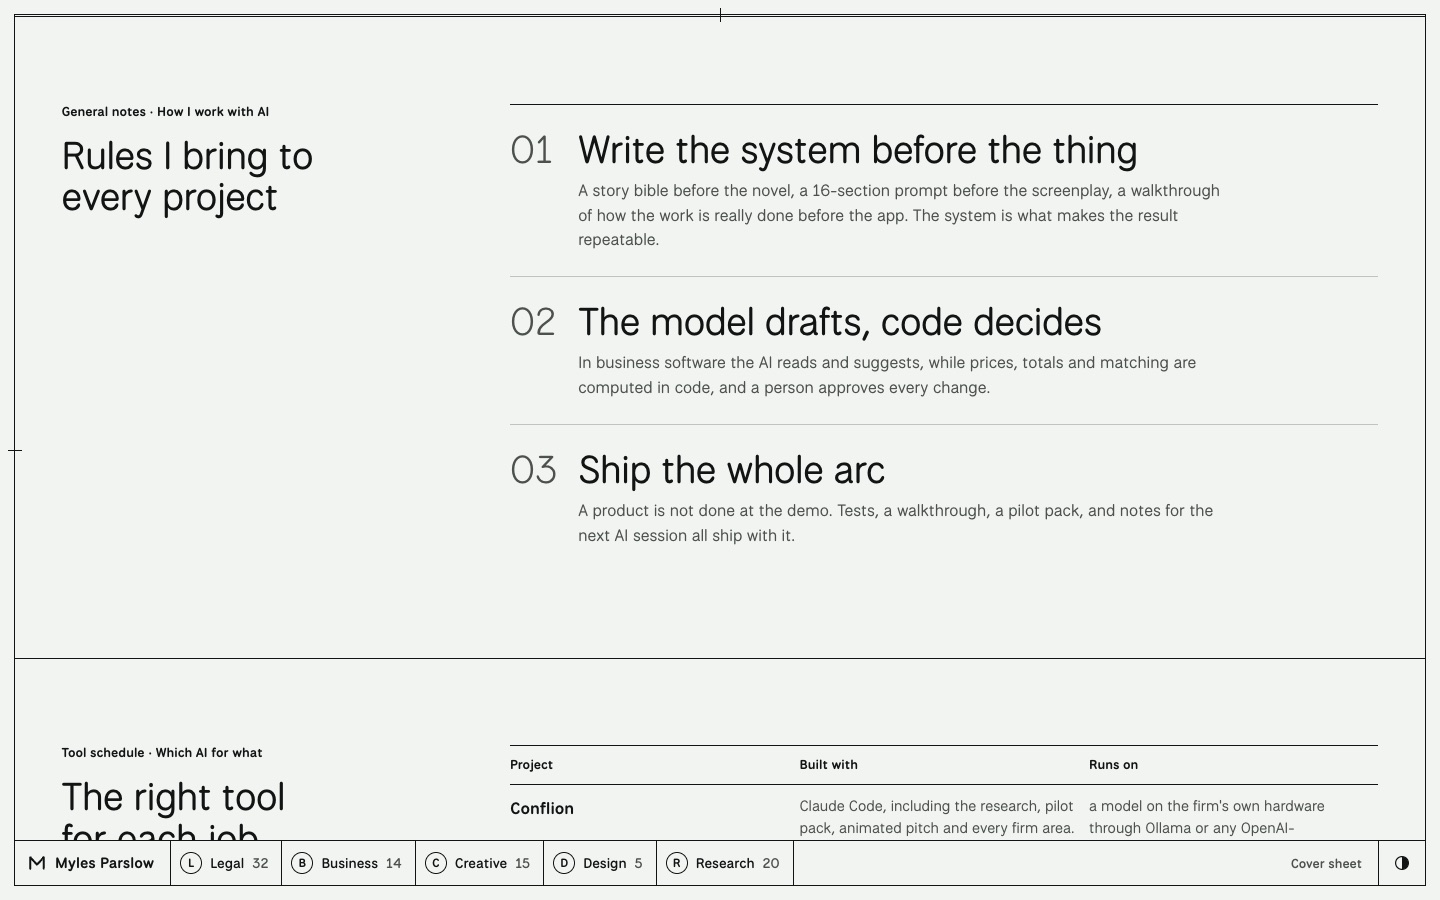 General notes · How I work with AI
Rules I bring to
every project
01 Write the system before the thing
A story bible before the novel, a 16-section prompt before the screenplay, a walkthrough
of how the work is really done before the app. The system is what makes the result
repeatable.
02 The model drafts, code decides
In business software the AI reads and suggests, while prices, totals and matching are
computed in code, and a person approves every change.
03 Ship the whole arc
A product is not done at the demo. Tests, a walkthrough, a pilot pack, and notes for the
next AI session all ship with it.
Tool schedule · Which AI for what
The right tool
for each job
Project Built with Runs on
Conflion
Claude Code, including the research, pilot
pack, animated pitch and every firm area.
a model on the firm's own hardware
through Ollama or any OpenAI-
M Myles Parslow L Legal 32 B Business 14 C Creative 15 D Design 5 R Research 20 Cover sheet